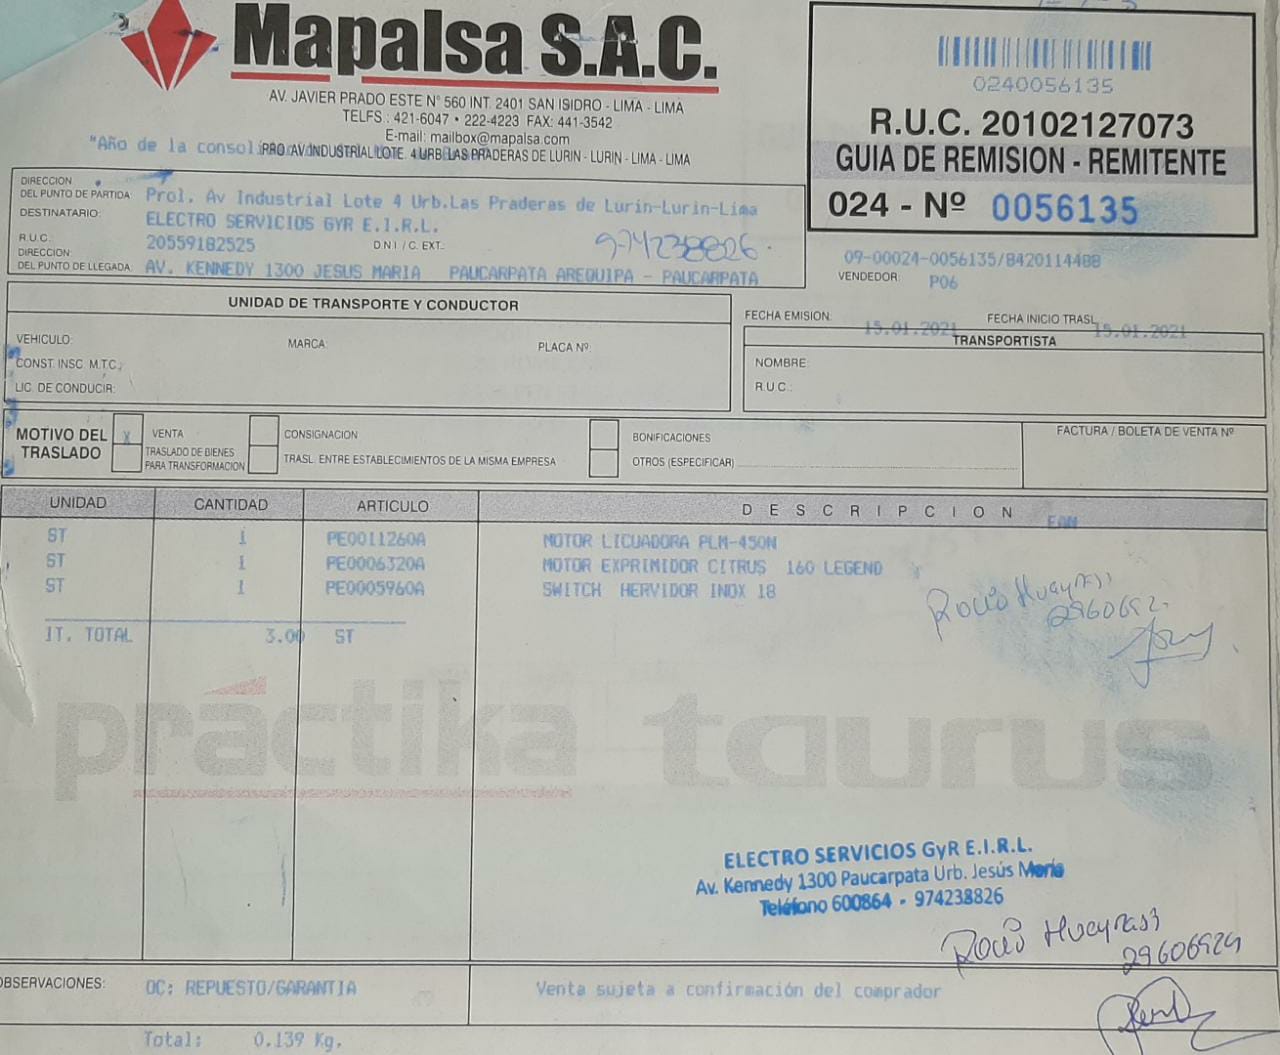 Mapalsa S.A.C.
AV. JAVIER PRADO ESTE N° 560 INT. 2401 SAN ISIDRO - LIMA - LIMA
TELFS.: 421-6047 • 222-4223 FAX: 441-3542
E-mail: mailbox@mapalsa.com
"Año de la
PRO. AV. INDUSTRIAL LOTE. 4 URB. LAS PRADERAS DE LURIN - LURIN - LIMA - LIMA
0240056135
R.U.C. 20102127073
GUIA DE REMISION - REMITENTE
024 - Nº 0056135
DIRECCION
DEL PUNTO DE PARTIDA: Prol. Av Industrial Lote 4 Urb.Las Praderas de Lurin-Lurin-Lima
DESTINATARIO: ELECTRO SERVICIOS GYR E.I.R.L.
R.U.C.: 20559182525 D.N.I / C. EXT.: 974238826
DIRECCION
DEL PUNTO DE LLEGADA: AV. KENNEDY 1300 JESUS MARIA PAUCARPATA AREQUIPA - PAUCARPATA
09-00024-0056135/8420114488
VENDEDOR: P06
UNIDAD DE TRANSPORTE Y CONDUCTOR
VEHICULO: MARCA: PLACA Nº:
CONST. INSC. M.T.C.:
LIC. DE CONDUCIR:
FECHA EMISION: 15.01.2021 FECHA INICIO TRASL. 15.01.2021
TRANSPORTISTA
NOMBRE:
R.U.C.:
MOTIVO DEL TRASLADO
X VENTA
TRASLADO DE BIENES PARA TRANSFORMACION
CONSIGNACION
TRASL. ENTRE ESTABLECIMIENTOS DE LA MISMA EMPRESA
BONIFICACIONES
OTROS (ESPECIFICAR)
FACTURA / BOLETA DE VENTA Nº
UNIDAD CANTIDAD ARTICULO DESCRIPCION EAN
ST 1 PE0011260A MOTOR LICUADORA PLM-450N
ST 1 PE0006320A MOTOR EXPRIMIDOR CITRUS 160 LEGEND
ST 1 PE0005960A SWITCH HERVIDOR INOX 18
IT. TOTAL 3.00 ST
Rocio Huayrasi
2960692
práctika taurus
ELECTRO SERVICIOS GyR E.I.R.L.
Av. Kennedy 1300 Paucarpata Urb. Jesús María
Teléfono 600864 - 974238826
Rocio Huayrasi
29606924
OBSERVACIONES: OC: REPUESTO/GARANTIA Venta sujeta a confirmación del comprador
Total: 0.139 Kg.